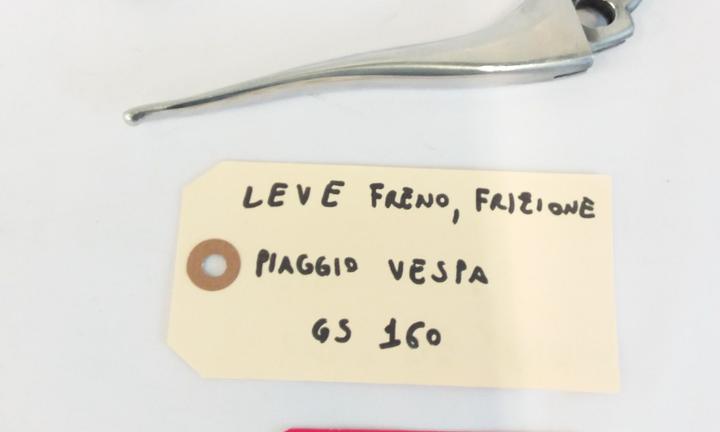 LEVE FRENO, FRIZIONE
PIAGGIO VESPA
GS 160